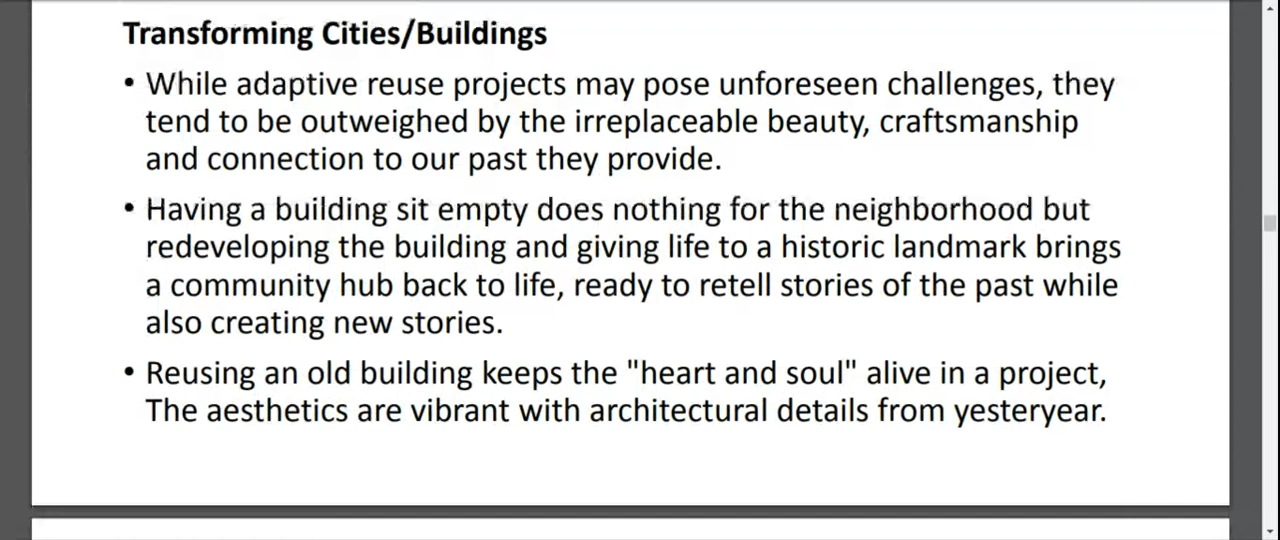 Transforming Cities/Buildings
• While adaptive reuse projects may pose unforeseen challenges, they
tend to be outweighed by the irreplaceable beauty, craftsmanship
and connection to our past they provide.
• Having a building sit empty does nothing for the neighborhood but
redeveloping the building and giving life to a historic landmark brings
a community hub back to life, ready to retell stories of the past while
also creating new stories.
• Reusing an old building keeps the "heart and soul" alive in a project,
The aesthetics are vibrant with architectural details from yesteryear.